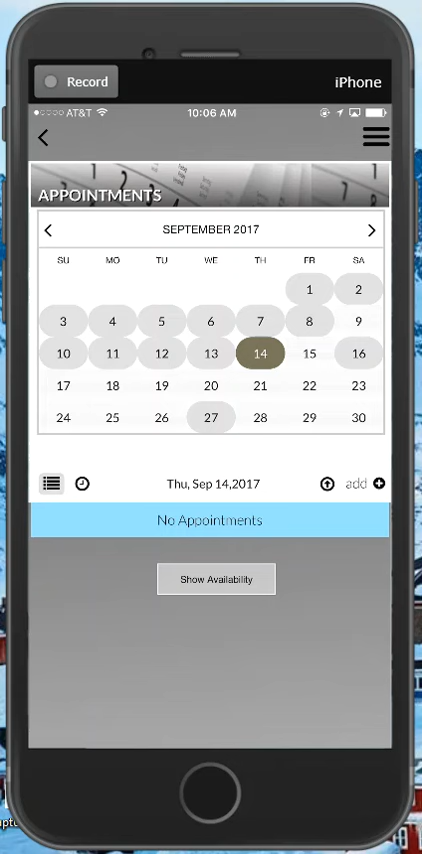 Record
iPhone
AT&T
10:06 AM
APPOINTMENTS
SEPTEMBER 2017
SU MO TU WE TH FR SA
1 2
3 4 5 6 7 8 9
10 11 12 13 14 15 16
17 18 19 20 21 22 23
24 25 26 27 28 29 30
Thu, Sep 14,2017
add
No Appointments
Show Availability